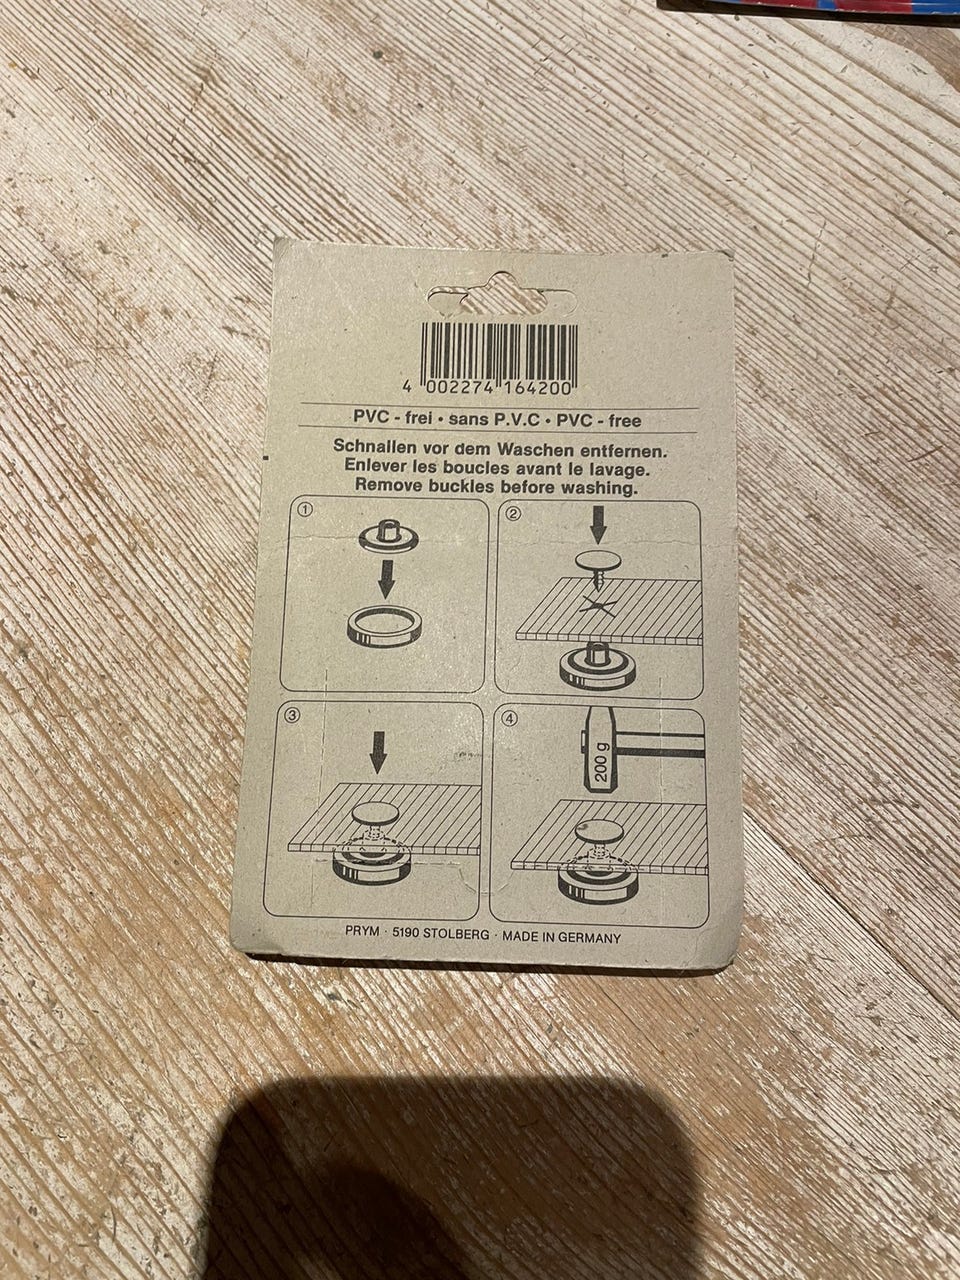 4 002274 164200
PVC - frei • sans P.V.C • PVC - free
Schnallen vor dem Waschen entfernen.
Enlever les boucles avant le lavage.
Remove buckles before washing.
1
2
3
4
200 g
PRYM · 5190 STOLBERG · MADE IN GERMANY